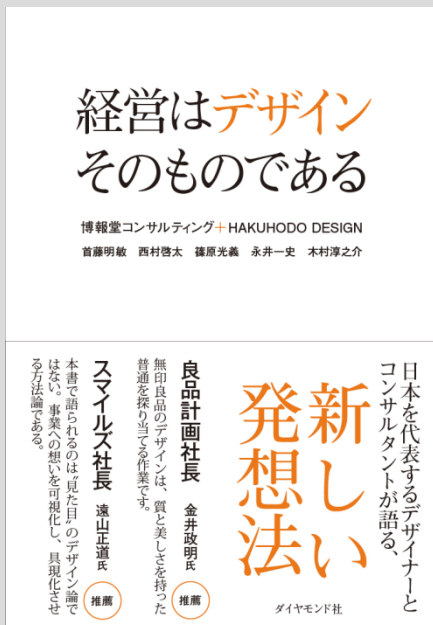 経営はデザイン
そのものである
博報堂コンサルティング+HAKUHODO DESIGN
首藤明敏 西村啓太 篠原光義 永井一史 木村淳之介
日本を代表するデザイナーと
コンサルタントが語る、
新しい
発想法
ダイヤモンド社
良品計画社長 金井政明氏
推薦
無印良品のデザインは、質と美しさを持った
普通を探り当てる作業です。
スマイルズ社長 遠山正道氏
推薦
本書で語られるのは“見た目”のデザイン論で
はない。事業への想いを可視化し、具現化させ
る方法論である。